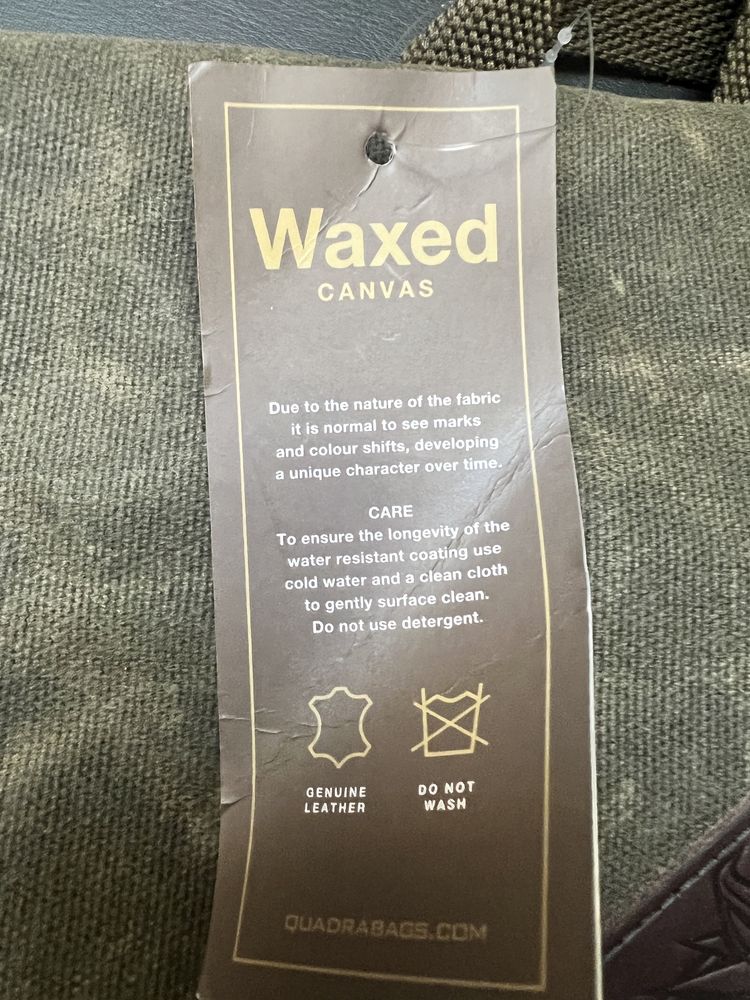 Waxed
CANVAS
Due to the nature of the fabric
it is normal to see marks
and colour shifts, developing
a unique character over time.
CARE
To ensure the longevity of the
water resistant coating use
cold water and a clean cloth
to gently surface clean.
Do not use detergent.
GENUINE
LEATHER
DO NOT
WASH
QUADRABAGS.COM